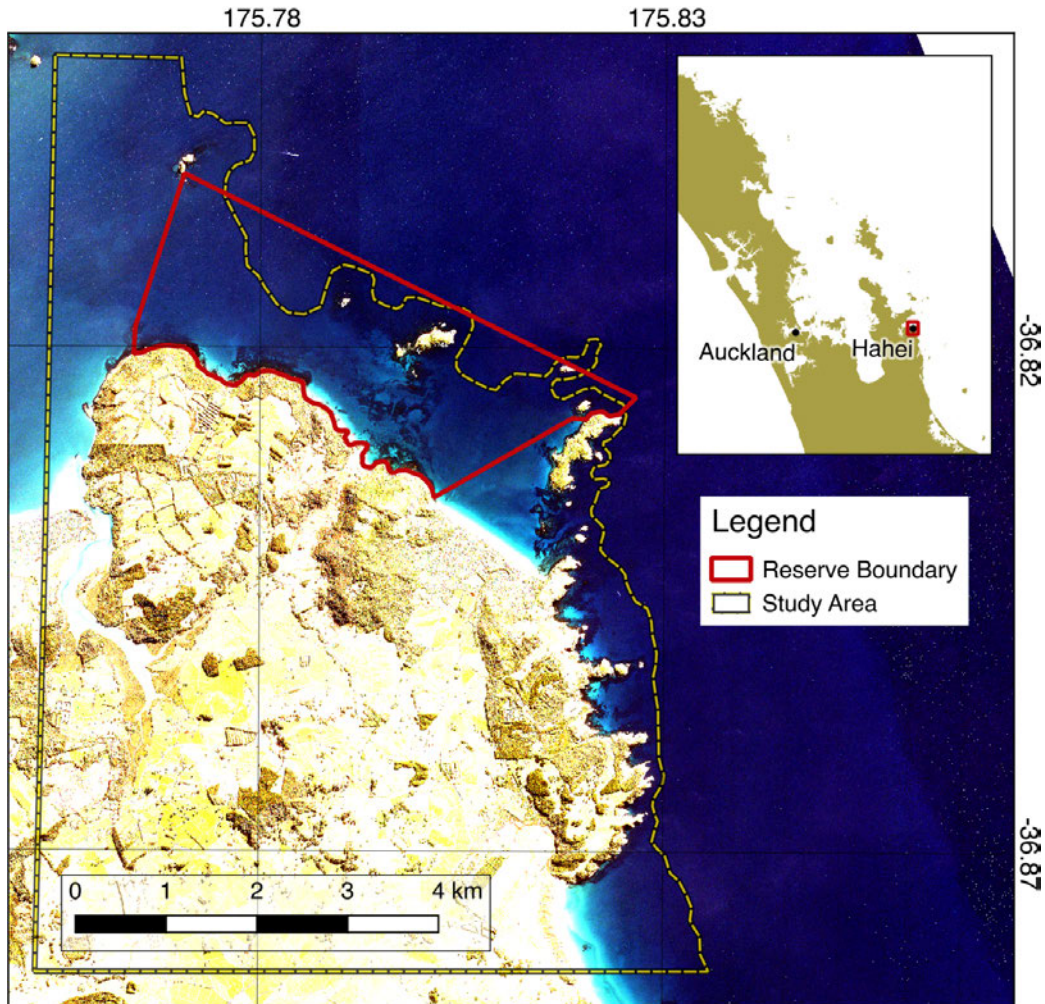 175.78
175.83
Auckland
Hahei
-36.82
Legend
Reserve Boundary
Study Area
-36.87
0 1 2 3 4 km